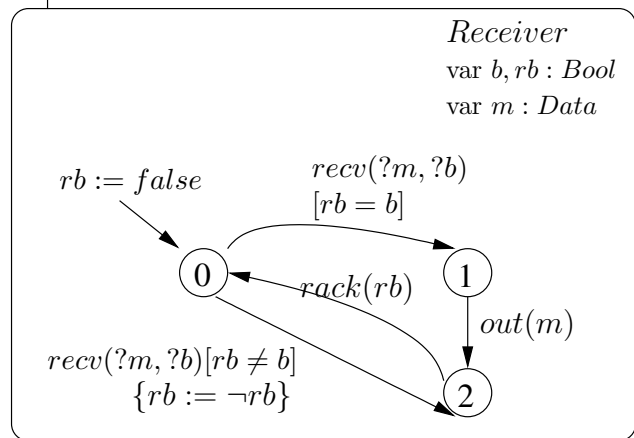 Receiver
var b, rb : Bool
var m : Data
rb := false
recv(?m, ?b)
[rb = b]
0
1
rack(rb)
out(m)
recv(?m, ?b)[rb ≠ b]
{rb := ¬rb}
2